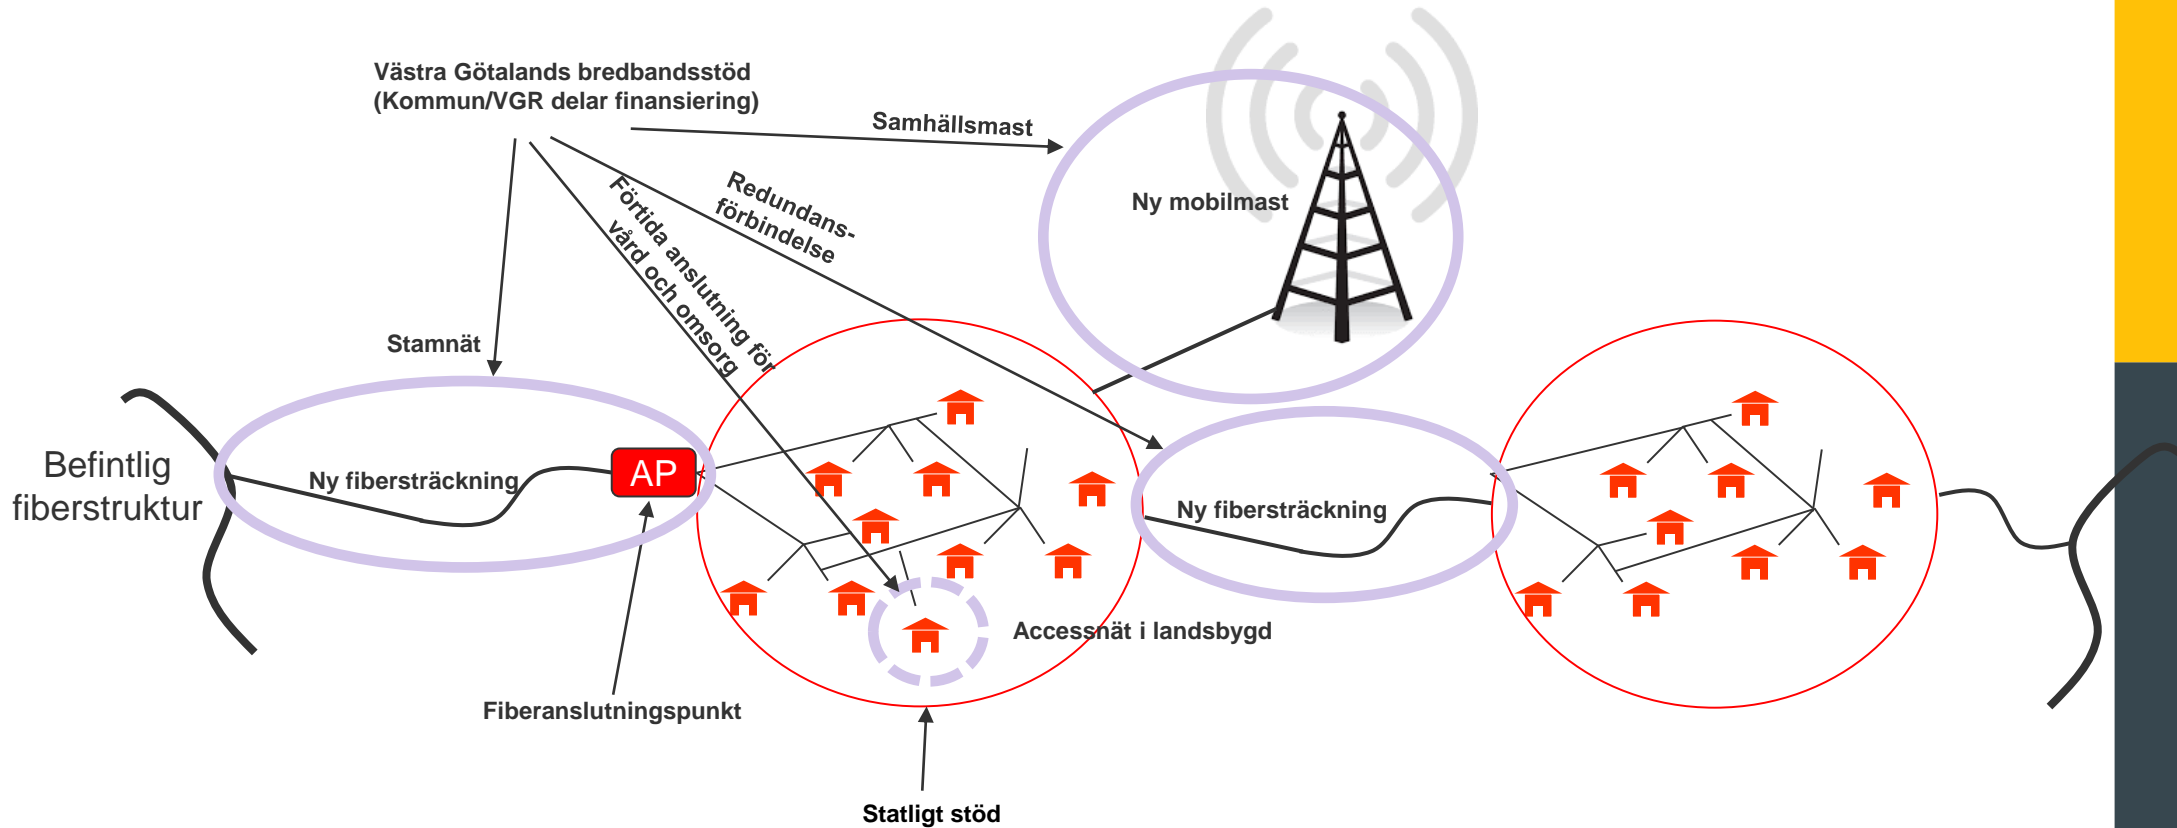 Västra Götalands bredbandsstöd
(Kommun/VGR delar finansiering)
Samhällsmast
Redundans-
förbindelse
Förtida anslutning för
vård och omsorg
Ny mobilmast
Stamnät
Befintlig
fiberstruktur
Ny fibersträckning
AP
Ny fibersträckning
Accessnät i landsbygd
Fiberanslutningspunkt
Statligt stöd